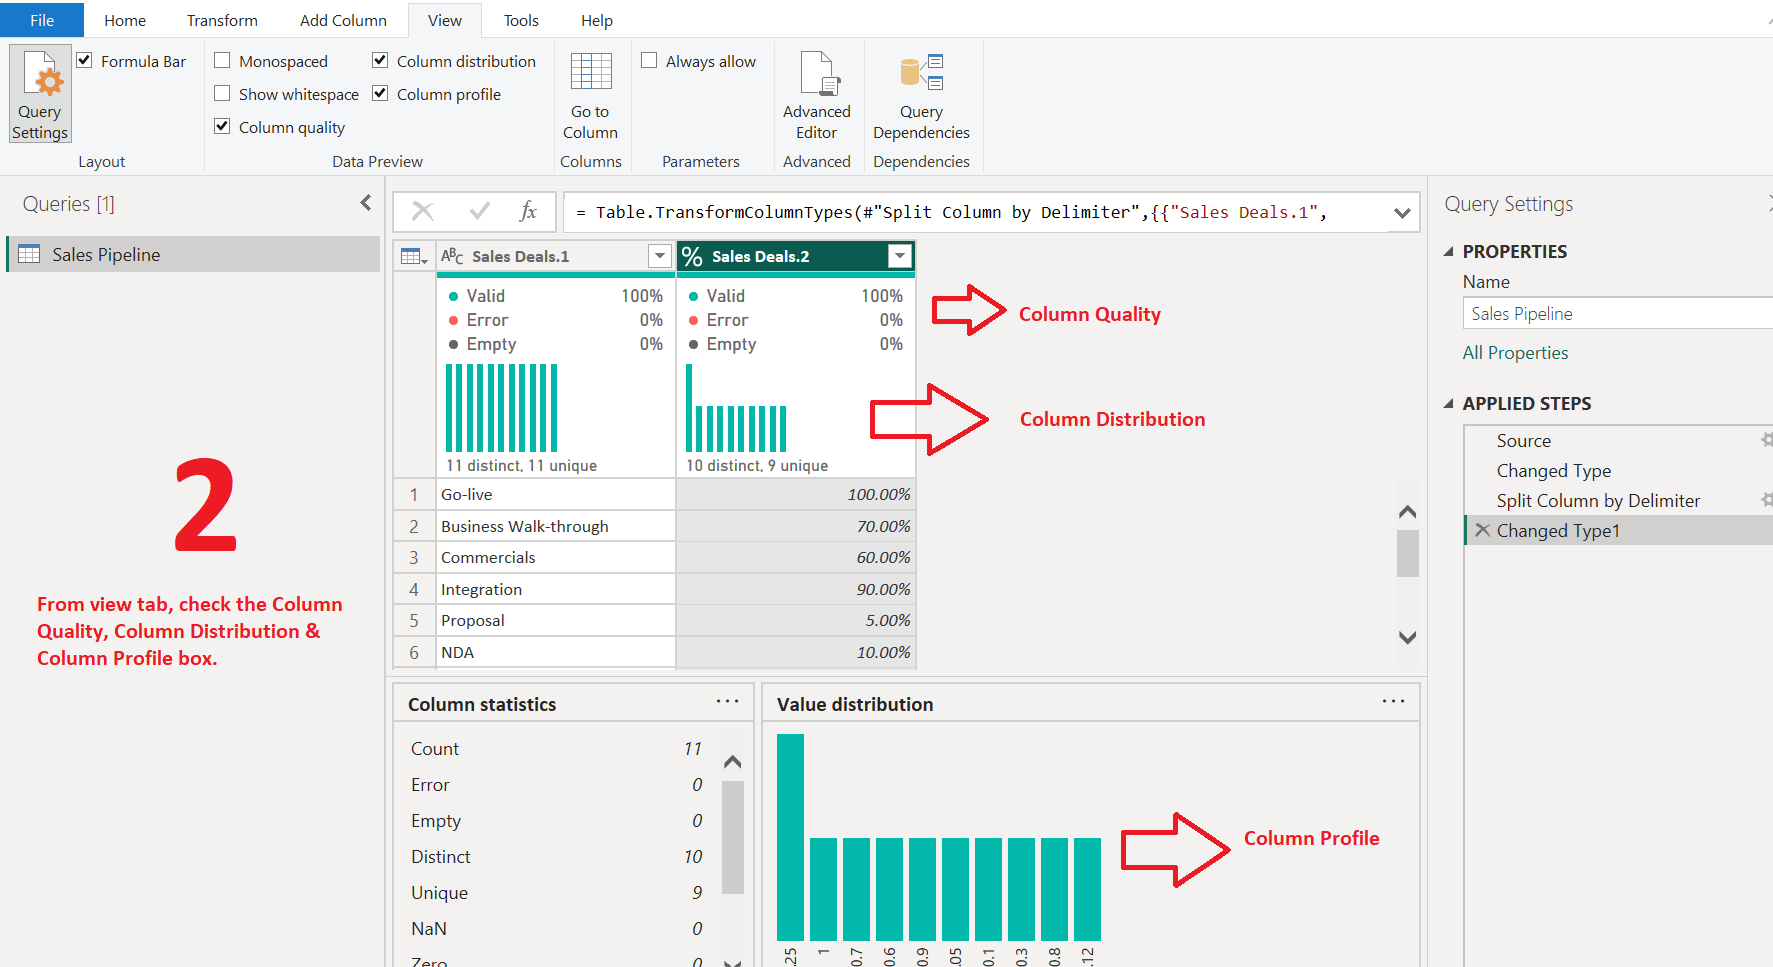 File Home Transform Add Column View Tools Help
Query Settings
Formula Bar
Layout
Monospaced
Show whitespace
Column quality
Column distribution
Column profile
Data Preview
Go to Column
Columns
Always allow
Parameters
Advanced Editor
Advanced
Query Dependencies
Dependencies
Queries [1]
Sales Pipeline
2
From view tab, check the Column
Quality, Column Distribution &
Column Profile box.
fx = Table.TransformColumnTypes(#"Split Column by Delimiter",{{"Sales Deals.1",
ABC Sales Deals.1 % Sales Deals.2
Valid 100% Valid 100%
Error 0% Error 0%
Empty 0% Empty 0%
11 distinct, 11 unique 10 distinct, 9 unique
Column Quality
Column Distribution
1 Go-live 100.00%
2 Business Walk-through 70.00%
3 Commercials 60.00%
4 Integration 90.00%
5 Proposal 5.00%
6 NDA 10.00%
Column statistics
Count 11
Error 0
Empty 0
Distinct 10
Unique 9
NaN 0
Zero 0
Value distribution
.25 1 0.7 0.6 0.9 .05 0.1 0.3 0.8 .12
Column Profile
Query Settings
PROPERTIES
Name
Sales Pipeline
All Properties
APPLIED STEPS
Source
Changed Type
Split Column by Delimiter
Changed Type1